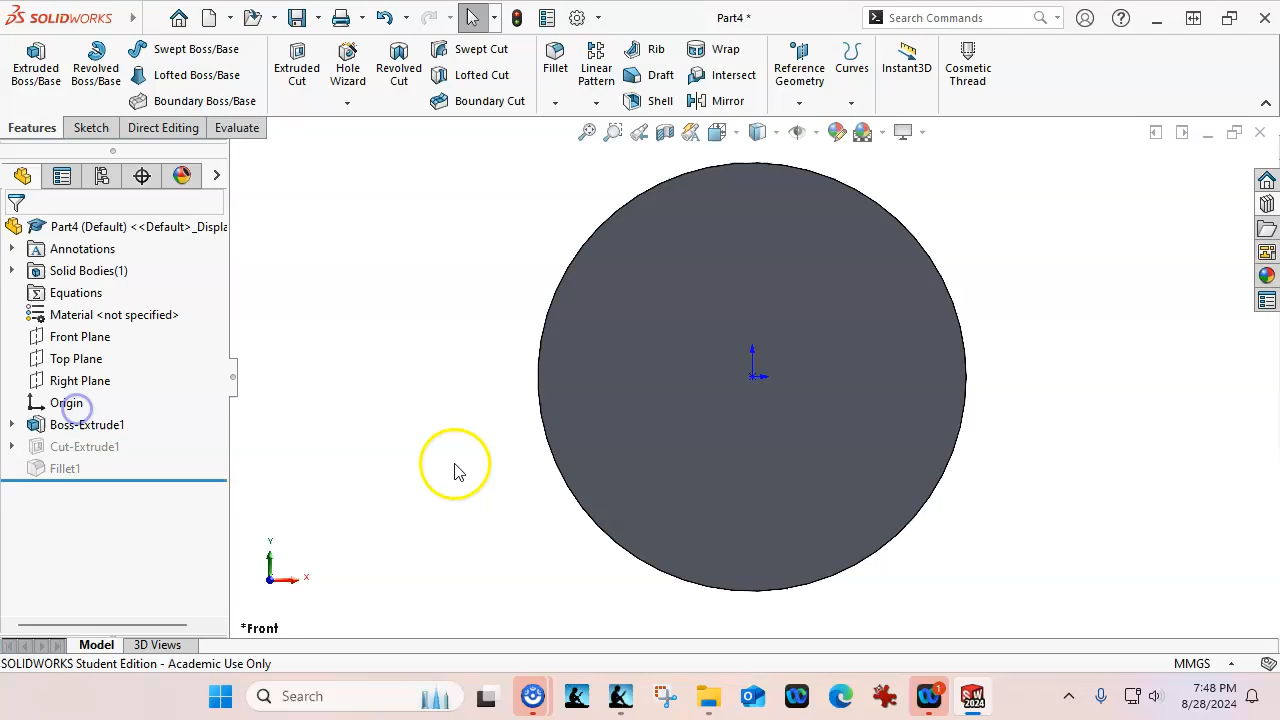 SOLIDWORKS
Part4 *
Search Commands
Extruded Boss/Base
Revolved Boss/Base
Swept Boss/Base
Lofted Boss/Base
Boundary Boss/Base
Extruded Cut
Hole Wizard
Revolved Cut
Swept Cut
Lofted Cut
Boundary Cut
Fillet
Linear Pattern
Rib
Draft
Shell
Wrap
Intersect
Mirror
Reference Geometry
Curves
Instant3D
Cosmetic Thread
Features
Sketch
Direct Editing
Evaluate
Part4 (Default) <<Default>_Displa
Annotations
Solid Bodies(1)
Equations
Material <not specified>
Front Plane
Top Plane
Right Plane
Origin
Boss-Extrude1
Cut-Extrude1
Fillet1
Y
X
*Front
Model
3D Views
SOLIDWORKS Student Edition - Academic Use Only
MMGS
Search
1
2024
7:48 PM
8/28/2024